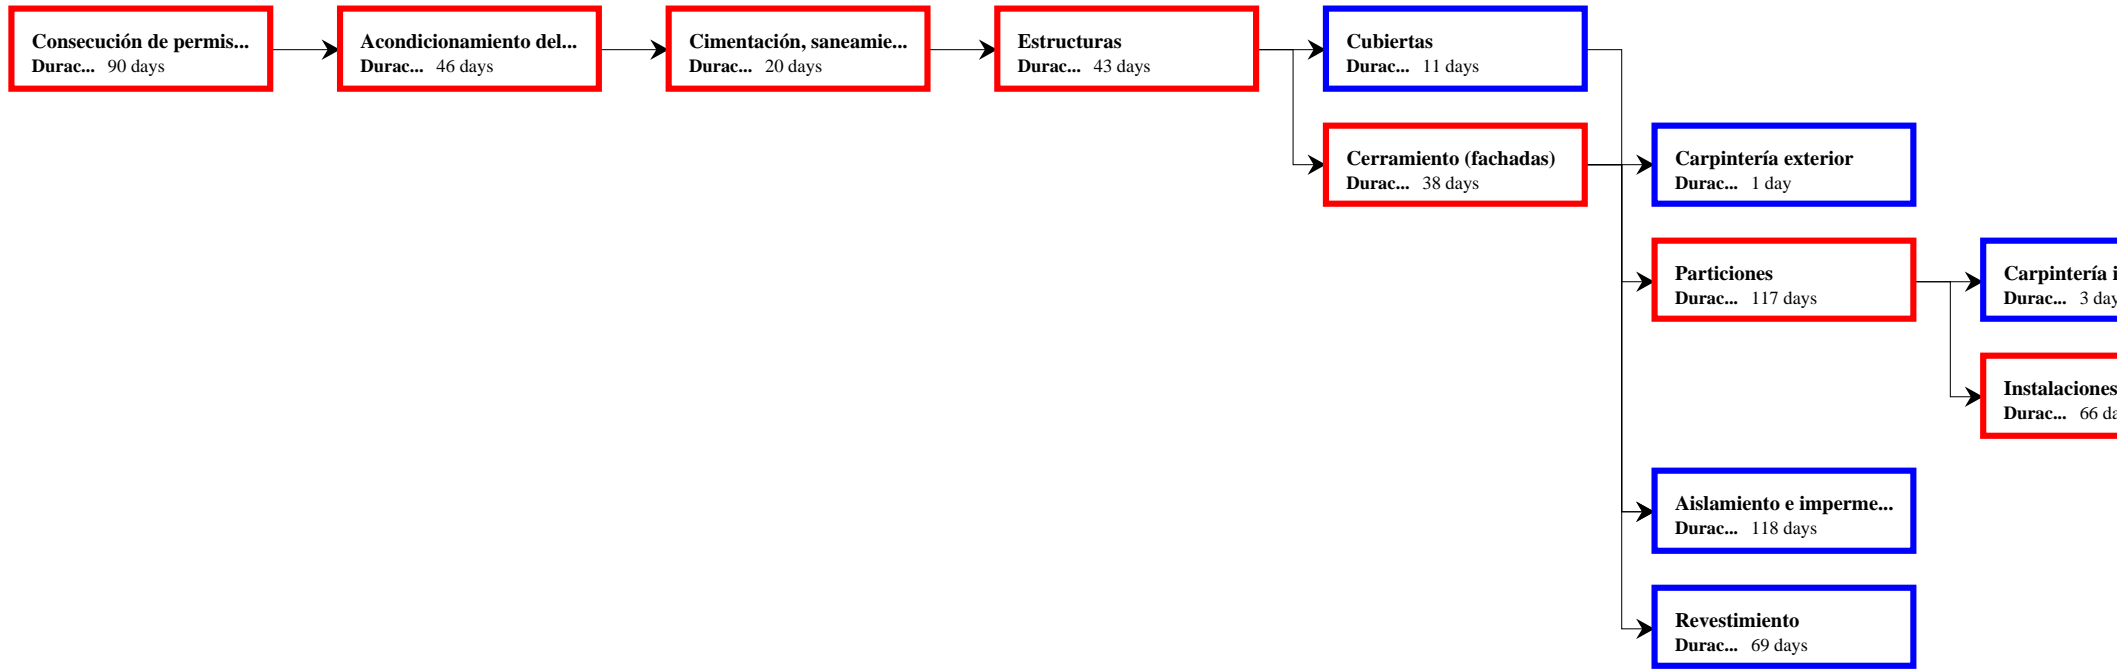 Consecución de permis...
Durac... 90 days
Acondicionamiento del...
Durac... 46 days
Cimentación, saneamie...
Durac... 20 days
Estructuras
Durac... 43 days
Cubiertas
Durac... 11 days
Cerramiento (fachadas)
Durac... 38 days
Carpintería exterior
Durac... 1 day
Particiones
Durac... 117 days
Carpintería i
Durac... 3 day
Instalaciones
Durac... 66 da
Aislamiento e imperme...
Durac... 118 days
Revestimiento
Durac... 69 days